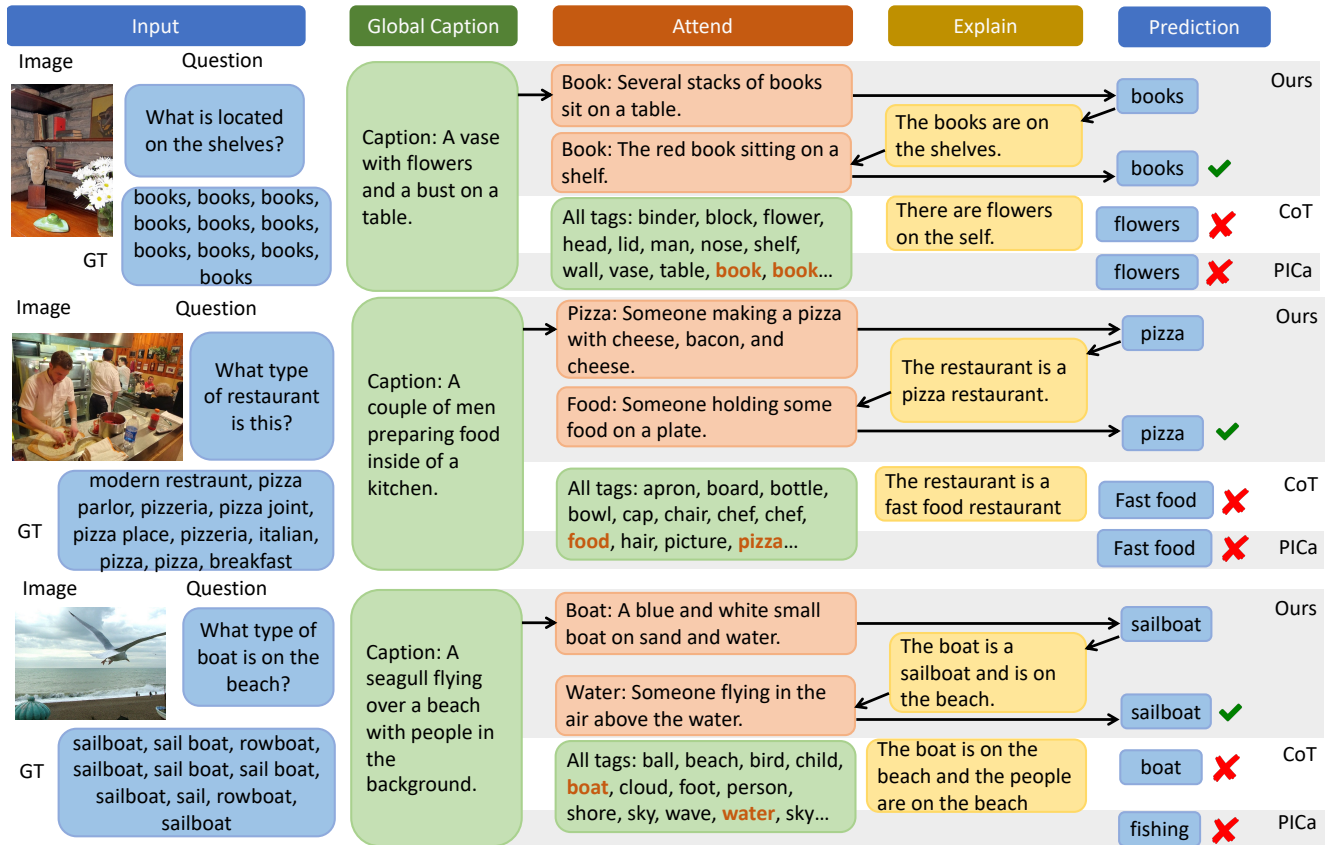 Input
Global Caption
Attend
Explain
Prediction
Image
Question
What is located
on the shelves?
GT
books, books, books,
books, books, books,
books, books, books,
books
Caption: A vase
with flowers
and a bust on a
table.
Book: Several stacks of books
sit on a table.
Book: The red book sitting on a
shelf.
All tags: binder, block, flower,
head, lid, man, nose, shelf,
wall, vase, table, book, book...
The books are on
the shelves.
There are flowers
on the self.
books
Ours
books
flowers
CoT
flowers
PICa
Image
Question
What type
of restaurant
is this?
GT
modern restraunt, pizza
parlor, pizzeria, pizza joint,
pizza place, pizzeria, italian,
pizza, pizza, breakfast
Caption: A
couple of men
preparing food
inside of a
kitchen.
Pizza: Someone making a pizza
with cheese, bacon, and
cheese.
Food: Someone holding some
food on a plate.
All tags: apron, board, bottle,
bowl, cap, chair, chef, chef,
food, hair, picture, pizza...
The restaurant is a
pizza restaurant.
The restaurant is a
fast food restaurant
pizza
Ours
pizza
Fast food
CoT
Fast food
PICa
Image
Question
What type of
boat is on the
beach?
GT
sailboat, sail boat, rowboat,
sailboat, sail boat, sail boat,
sailboat, sail, rowboat,
sailboat
Caption: A
seagull flying
over a beach
with people in
the
background.
Boat: A blue and white small
boat on sand and water.
Water: Someone flying in the
air above the water.
All tags: ball, beach, bird, child,
boat, cloud, foot, person,
shore, sky, wave, water, sky...
The boat is a
sailboat and is on
the beach.
The boat is on the
beach and the people
are on the beach
sailboat
Ours
sailboat
boat
CoT
fishing
PICa